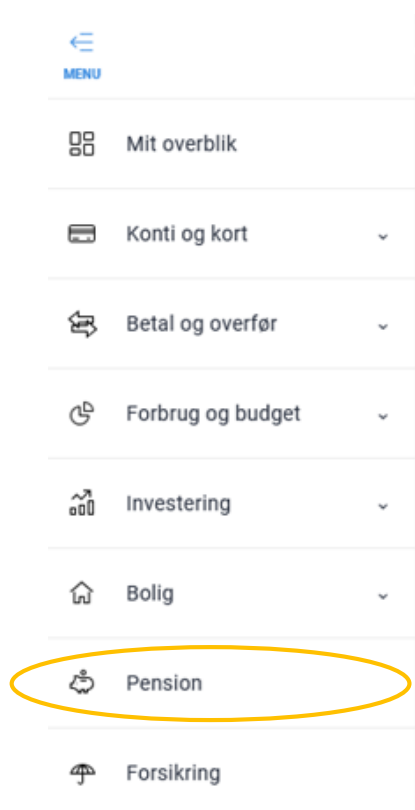 MENU
Mit overblik
Konti og kort
Betal og overfør
Forbrug og budget
Investering
Bolig
Pension
Forsikring